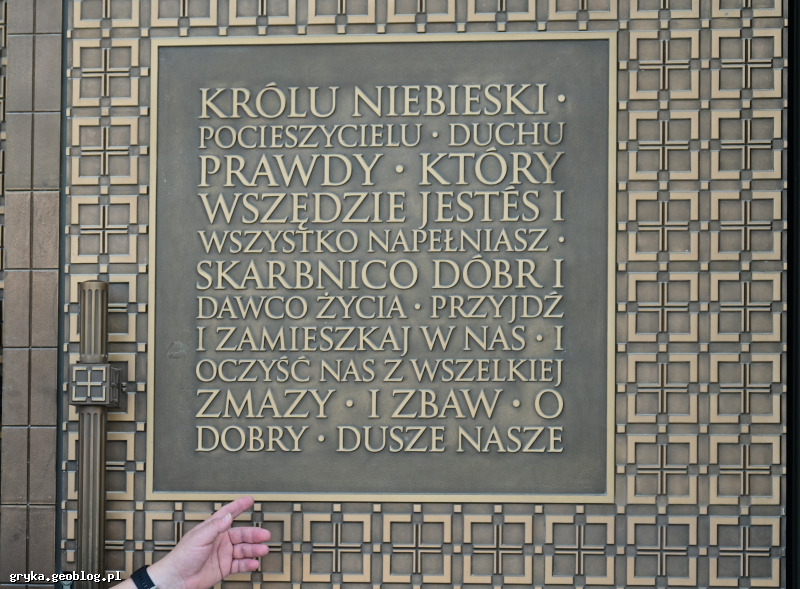 KRÓLU NIEBIESKI ·
POCIESZYCIELU · DUCHU
PRAWDY · KTÓRY
WSZĘDZIE JESTÉS I
WSZYSTKO NAPEŁNIASZ ·
SKARBNICO DÓBR I
DAWCO ŻYCIA · PRZYJDŹ
I ZAMIESZKAJ W NAS · I
OCZYŚĆ NAS Z WSZELKIEJ
ZMAZY · I ZBAW · O
DOBRY · DUSZE NASZE
gryka.geoblog.pl